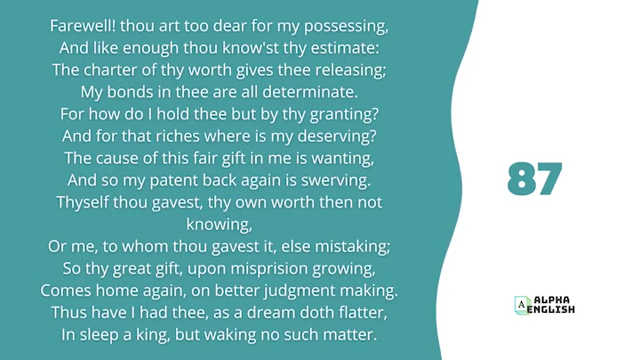 Farewell! thou art too dear for my possessing,
And like enough thou know'st thy estimate:
The charter of thy worth gives thee releasing;
My bonds in thee are all determinate.
For how do I hold thee but by thy granting?
And for that riches where is my deserving?
The cause of this fair gift in me is wanting,
And so my patent back again is swerving.
Thyself thou gavest, thy own worth then not
knowing,
Or me, to whom thou gavest it, else mistaking;
So thy great gift, upon misprision growing,
Comes home again, on better judgment making.
Thus have I had thee, as a dream doth flatter,
In sleep a king, but waking no such matter.
87
A
ALPHA
ENGLISH